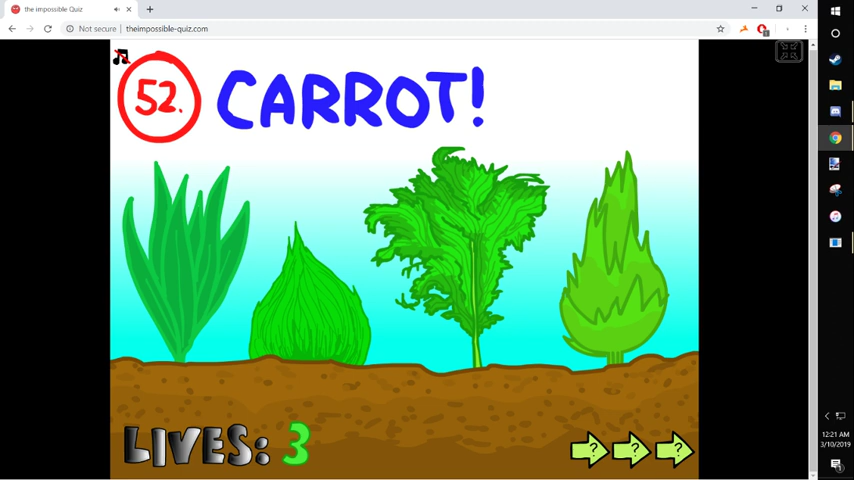 the impossible Quiz
Not secure | theimpossible-quiz.com
52. CARROT!
LIVES: 3
? ? ?
12:21 AM
3/10/2019